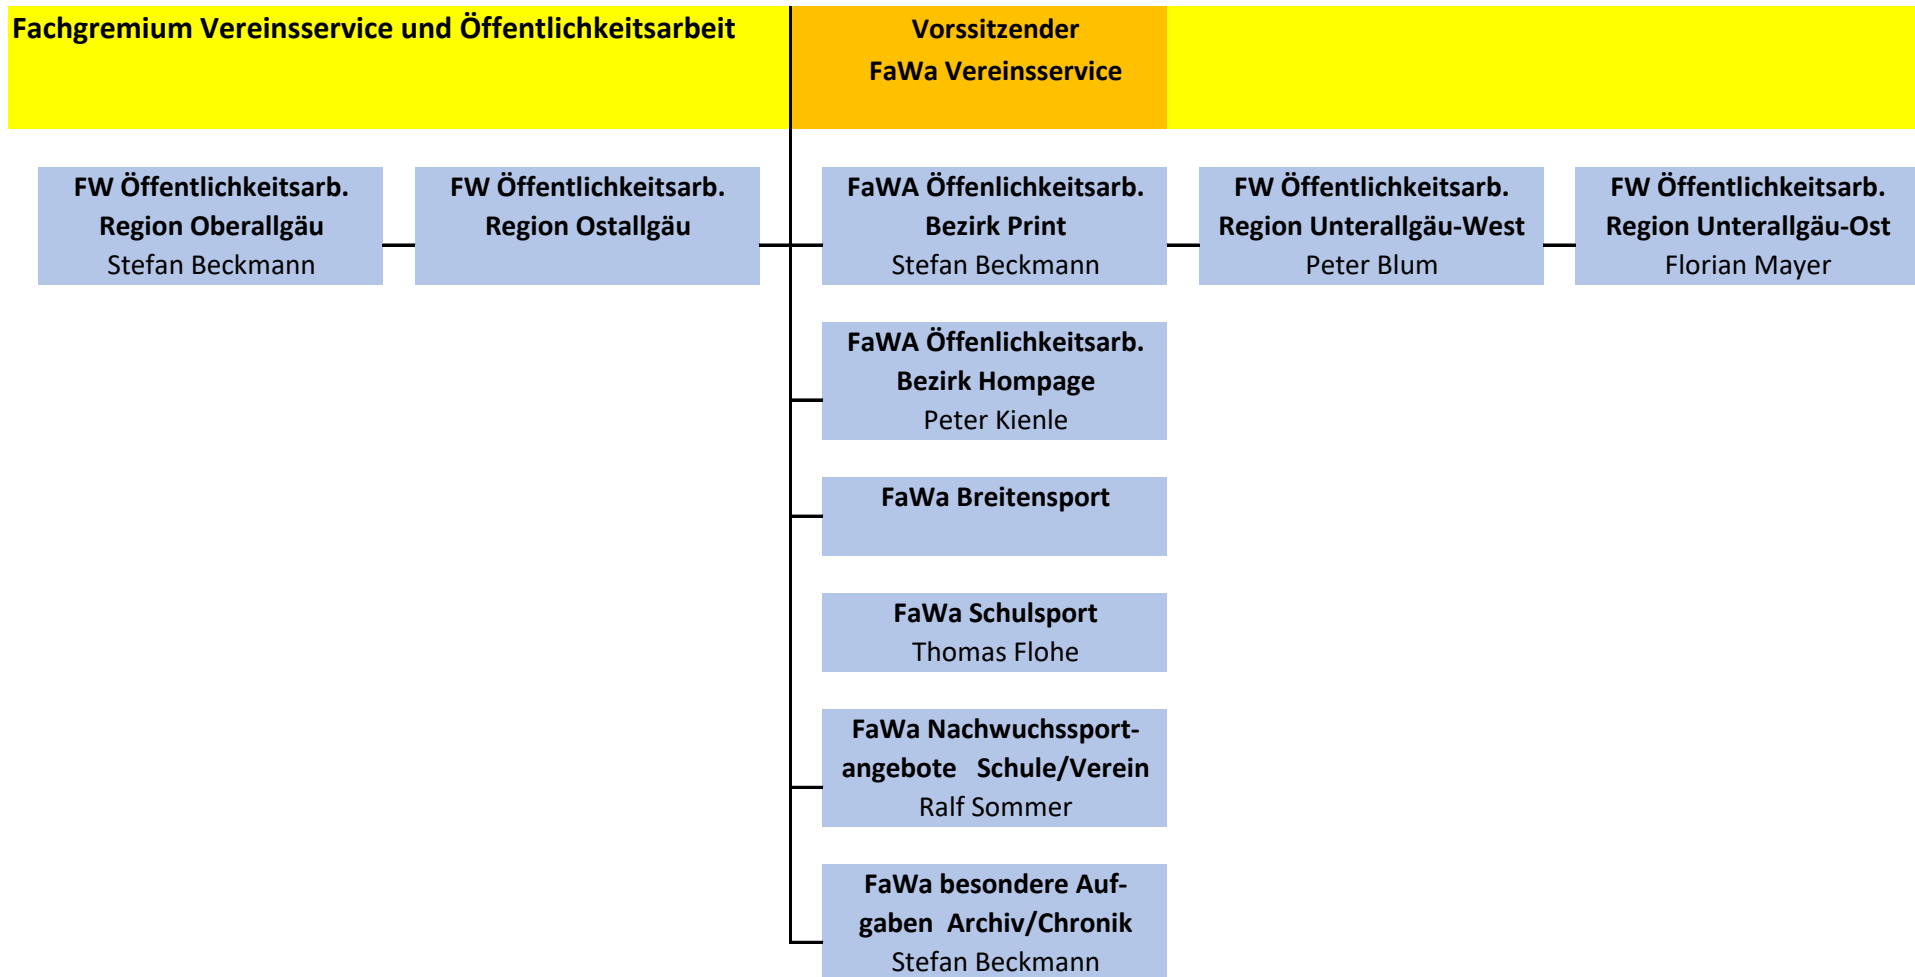 Fachgremium Vereinsservice und Öffentlichkeitsarbeit
Vorssitzender
FaWa Vereinsservice
FW Öffentlichkeitsarb.
Region Oberallgäu
Stefan Beckmann
FW Öffentlichkeitsarb.
Region Ostallgäu
FaWA Öffenlichkeitsarb.
Bezirk Print
Stefan Beckmann
FW Öffentlichkeitsarb.
Region Unterallgäu-West
Peter Blum
FW Öffentlichkeitsarb.
Region Unterallgäu-Ost
Florian Mayer
FaWA Öffenlichkeitsarb.
Bezirk Hompage
Peter Kienle
FaWa Breitensport
FaWa Schulsport
Thomas Flohe
FaWa Nachwuchssport-
angebote Schule/Verein
Ralf Sommer
FaWa besondere Auf-
gaben Archiv/Chronik
Stefan Beckmann